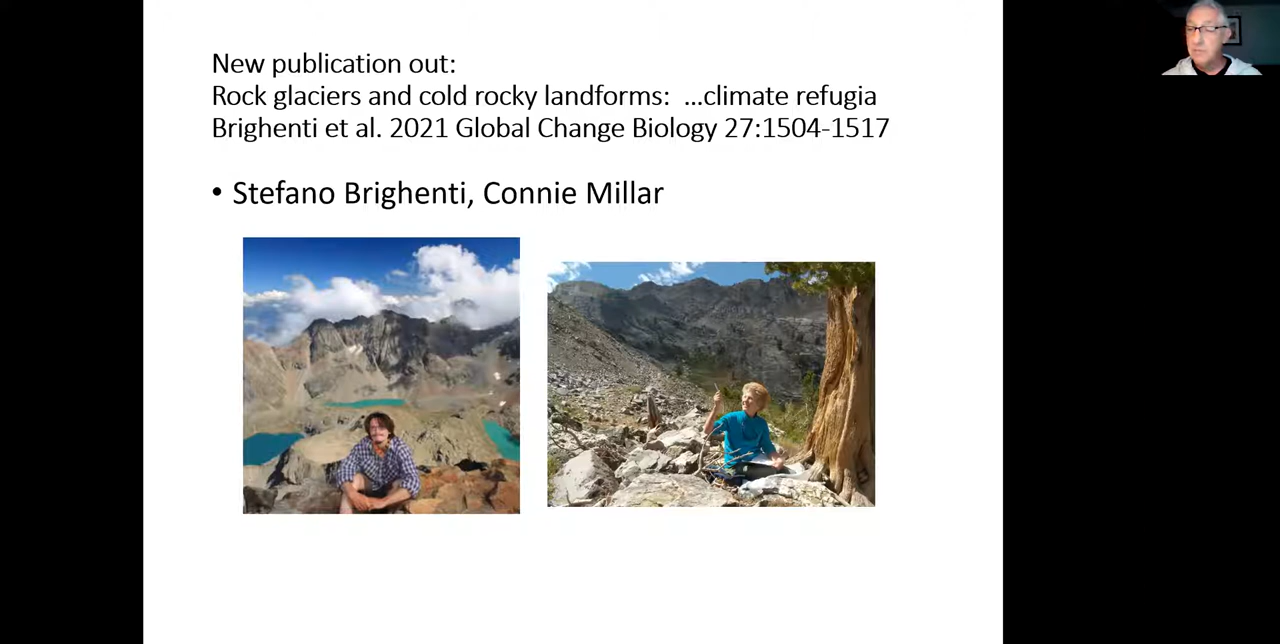 New publication out:
Rock glaciers and cold rocky landforms:  ...climate refugia
Brighenti et al. 2021 Global Change Biology 27:1504-1517
• Stefano Brighenti, Connie Millar